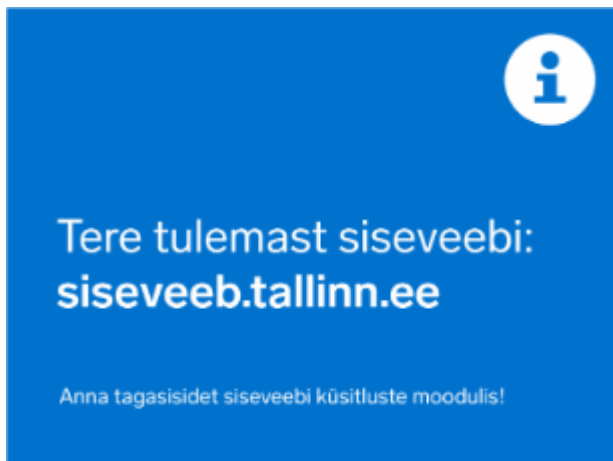 Tere tulemast siseveebi:
siseveeb.tallinn.ee
Anna tagasisidet siseveebi küsitluste moodulis!